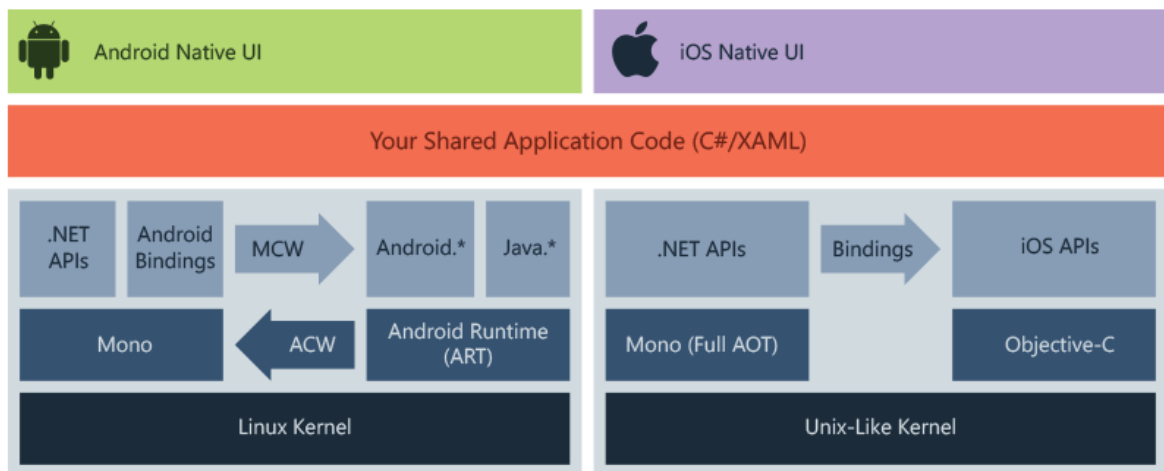 Android Native UI
iOS Native UI
Your Shared Application Code (C#/XAML)
.NET
APIs
Android
Bindings
MCW
Android.*
Java.*
.NET APIs
Bindings
iOS APIs
Mono
ACW
Android Runtime
(ART)
Mono (Full AOT)
Objective-C
Linux Kernel
Unix-Like Kernel